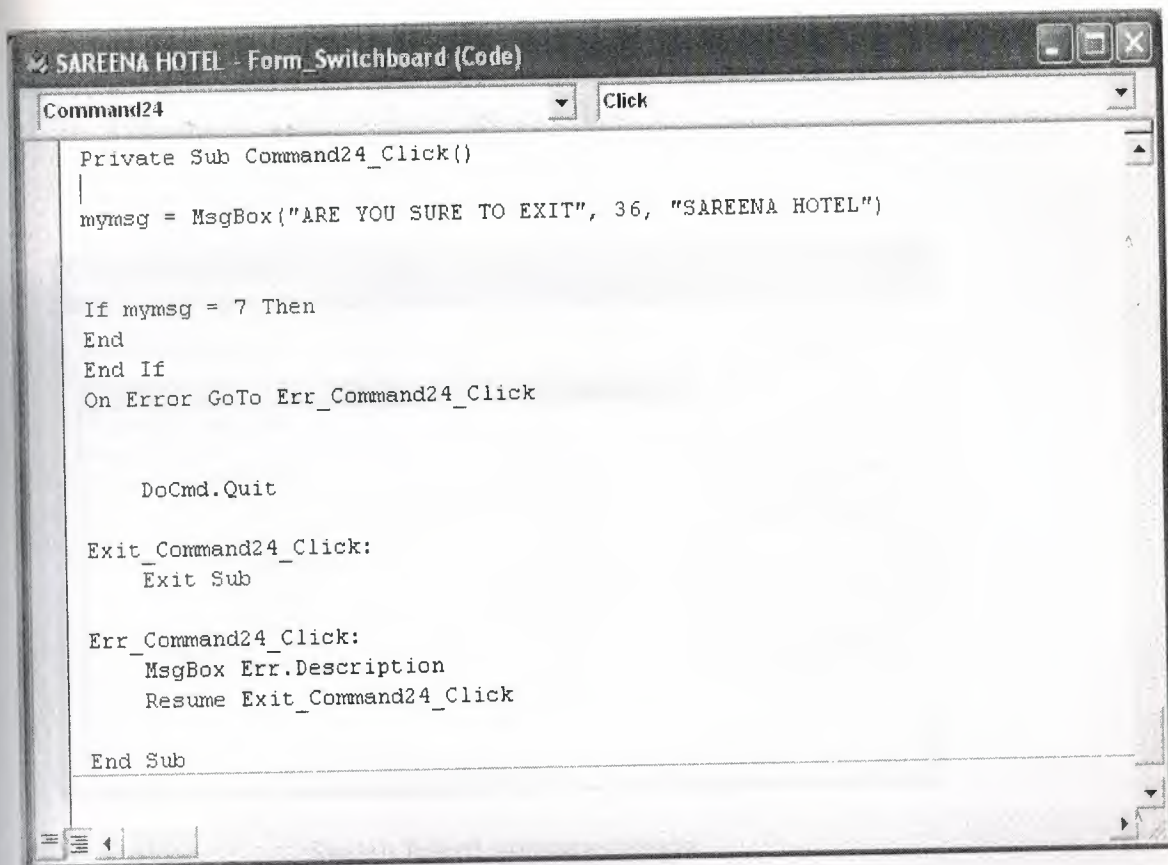 SAREENA HOTEL - Form_Switchboard (Code)
Command24 Click
Private Sub Command24_Click()
mymsg = MsgBox("ARE YOU SURE TO EXIT", 36, "SAREENA HOTEL")
If mymsg = 7 Then
End
End If
On Error GoTo Err_Command24_Click
DoCmd.Quit
Exit_Command24_Click:
Exit Sub
Err_Command24_Click:
MsgBox Err.Description
Resume Exit_Command24_Click
End Sub